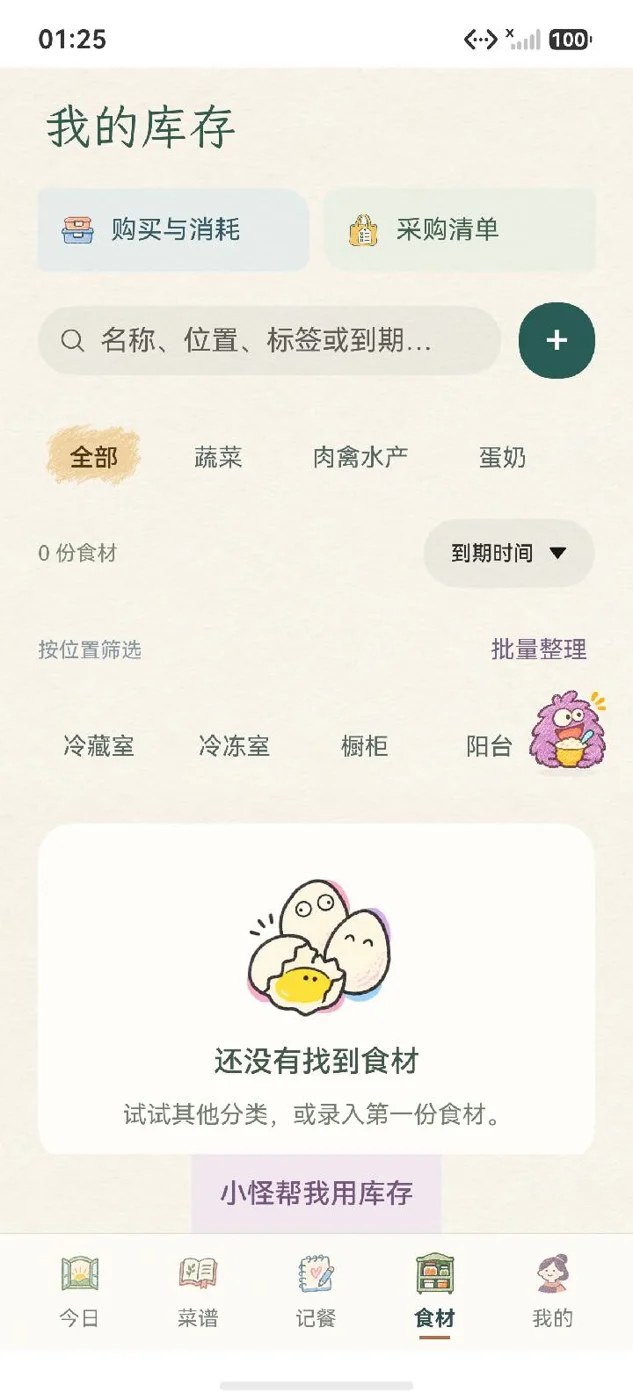 01:25
100
我的库存
购买与消耗
采购清单
名称、位置、标签或到期...
全部 蔬菜 肉禽水产 蛋奶
0 份食材
到期时间
按位置筛选
批量整理
冷藏室 冷冻室 橱柜 阳台
还没有找到食材
试试其他分类，或录入第一份食材。
小怪帮我用库存
今日 菜谱 记餐 食材 我的